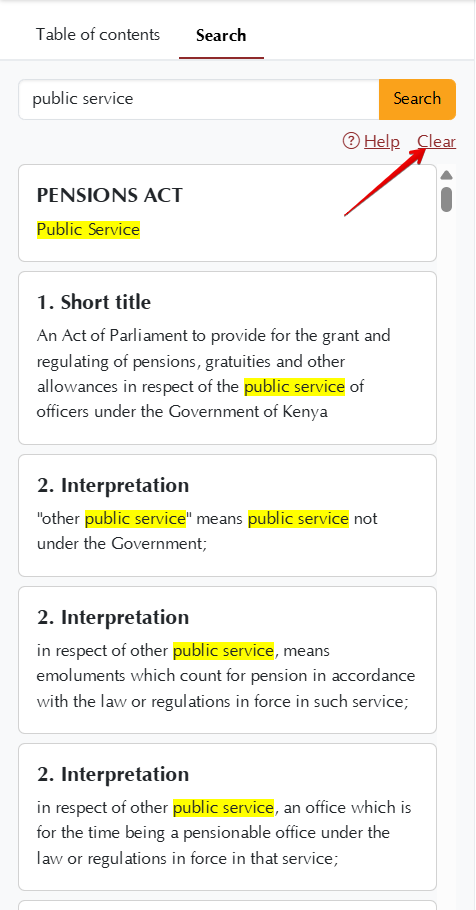 Table of contents Search
public service Search
? Help Clear
PENSIONS ACT
Public Service
1. Short title
An Act of Parliament to provide for the grant and
regulating of pensions, gratuities and other
allowances in respect of the public service of
officers under the Government of Kenya
2. Interpretation
"other public service" means public service not
under the Government;
2. Interpretation
in respect of other public service, means
emoluments which count for pension in accordance
with the law or regulations in force in such service;
2. Interpretation
in respect of other public service, an office which is
for the time being a pensionable office under the
law or regulations in force in that service;